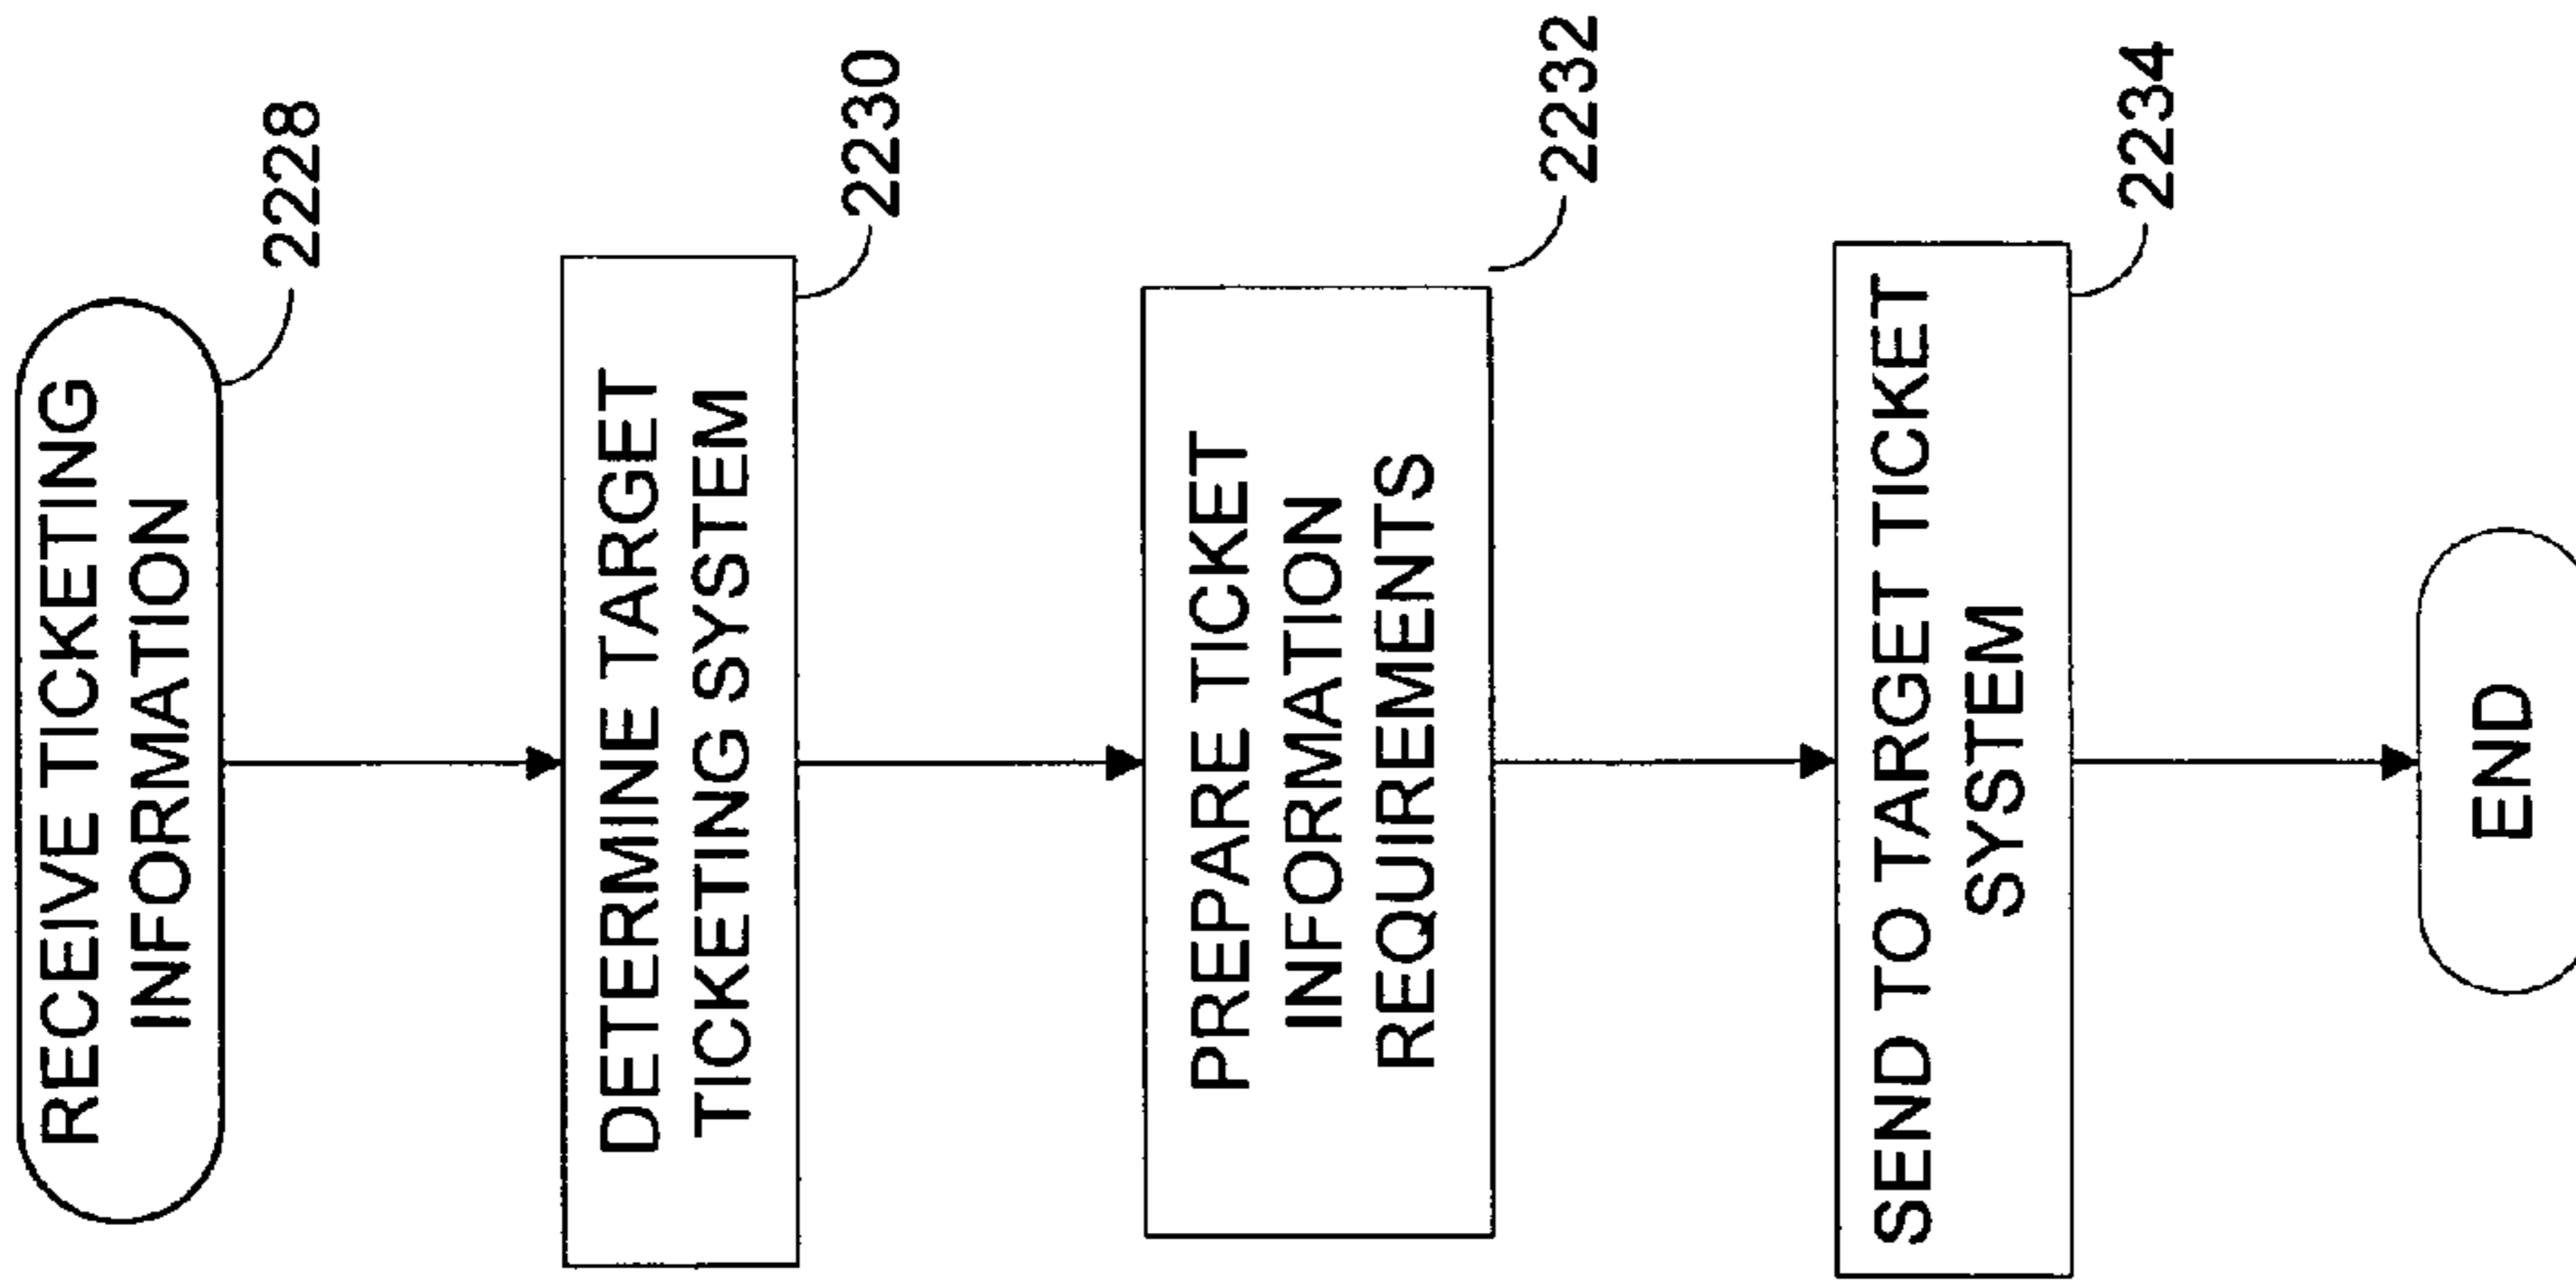 RECEIVE TICKETING
INFORMATION
2228
DETERMINE TARGET
TICKETING SYSTEM
2230
PREPARE TICKET
INFORMATION
REQUIREMENTS
2232
SEND TO TARGET TICKET
SYSTEM
2234
END